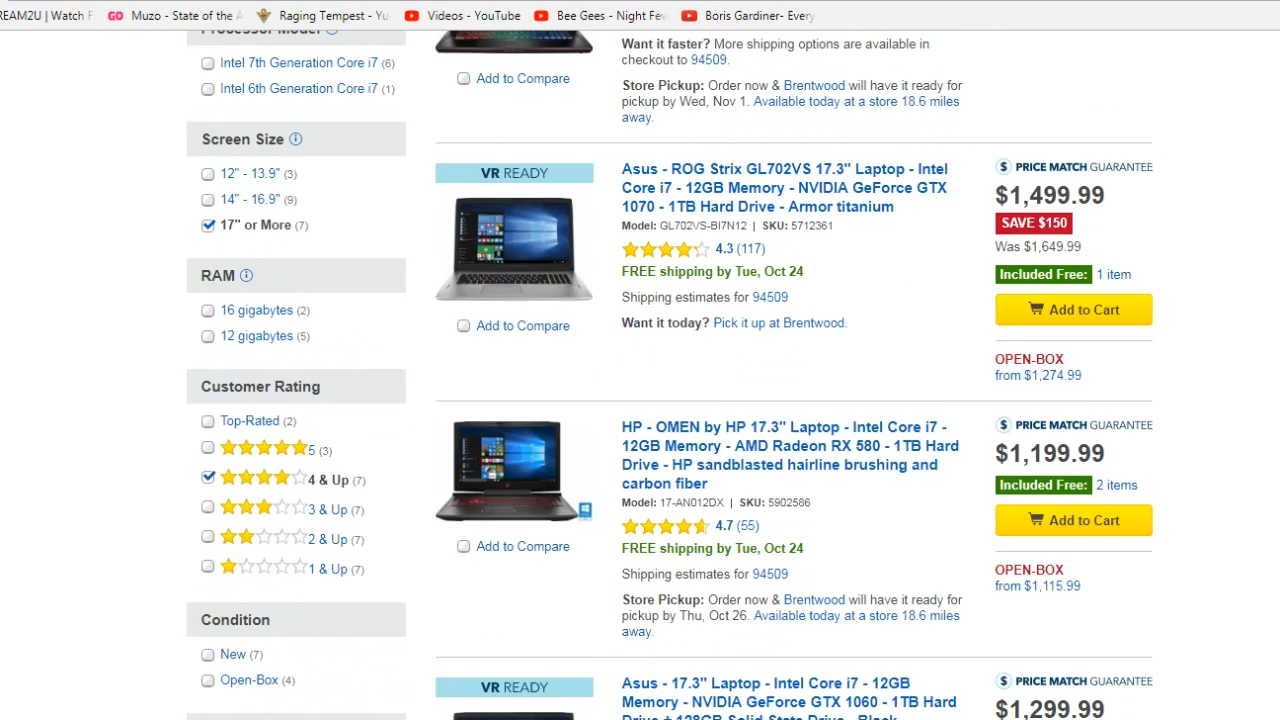 REAM2U | Watch F Muzo - State of the A Raging Tempest - Yu Videos - YouTube Bee Gees - Night Fev Boris Gardiner- Every
Processor Model
Intel 7th Generation Core i7 (6)
Intel 6th Generation Core i7 (1)
Screen Size
12" - 13.9" (3)
14" - 16.9" (9)
17" or More (7)
RAM
16 gigabytes (2)
12 gigabytes (5)
Customer Rating
Top-Rated (2)
5 (3)
4 & Up (7)
3 & Up (7)
2 & Up (7)
1 & Up (7)
Condition
New (7)
Open-Box (4)
Add to Compare
Want it faster? More shipping options are available in
checkout to 94509.
Store Pickup: Order now & Brentwood will have it ready for
pickup by Wed, Nov 1. Available today at a store 18.6 miles
away.
VR READY
Add to Compare
Asus - ROG Strix GL702VS 17.3" Laptop - Intel
Core i7 - 12GB Memory - NVIDIA GeForce GTX
1070 - 1TB Hard Drive - Armor titanium
Model: GL702VS-BI7N12 | SKU: 5712361
4.3 (117)
FREE shipping by Tue, Oct 24
Shipping estimates for 94509
Want it today? Pick it up at Brentwood.
$ PRICE MATCH GUARANTEE
$1,499.99
SAVE $150
Was $1,649.99
Included Free: 1 item
Add to Cart
OPEN-BOX
from $1,274.99
Add to Compare
HP - OMEN by HP 17.3" Laptop - Intel Core i7 -
12GB Memory - AMD Radeon RX 580 - 1TB Hard
Drive - HP sandblasted hairline brushing and
carbon fiber
Model: 17-AN012DX | SKU: 5902586
4.7 (55)
FREE shipping by Tue, Oct 24
Shipping estimates for 94509
Store Pickup: Order now & Brentwood will have it ready for
pickup by Thu, Oct 26. Available today at a store 18.6 miles
away.
$ PRICE MATCH GUARANTEE
$1,199.99
Included Free: 2 items
Add to Cart
OPEN-BOX
from $1,115.99
VR READY
Asus - 17.3" Laptop - Intel Core i7 - 12GB
Memory - NVIDIA GeForce GTX 1060 - 1TB Hard
Drive + 128GB Solid State Drive - Black
$ PRICE MATCH GUARANTEE
$1,299.99